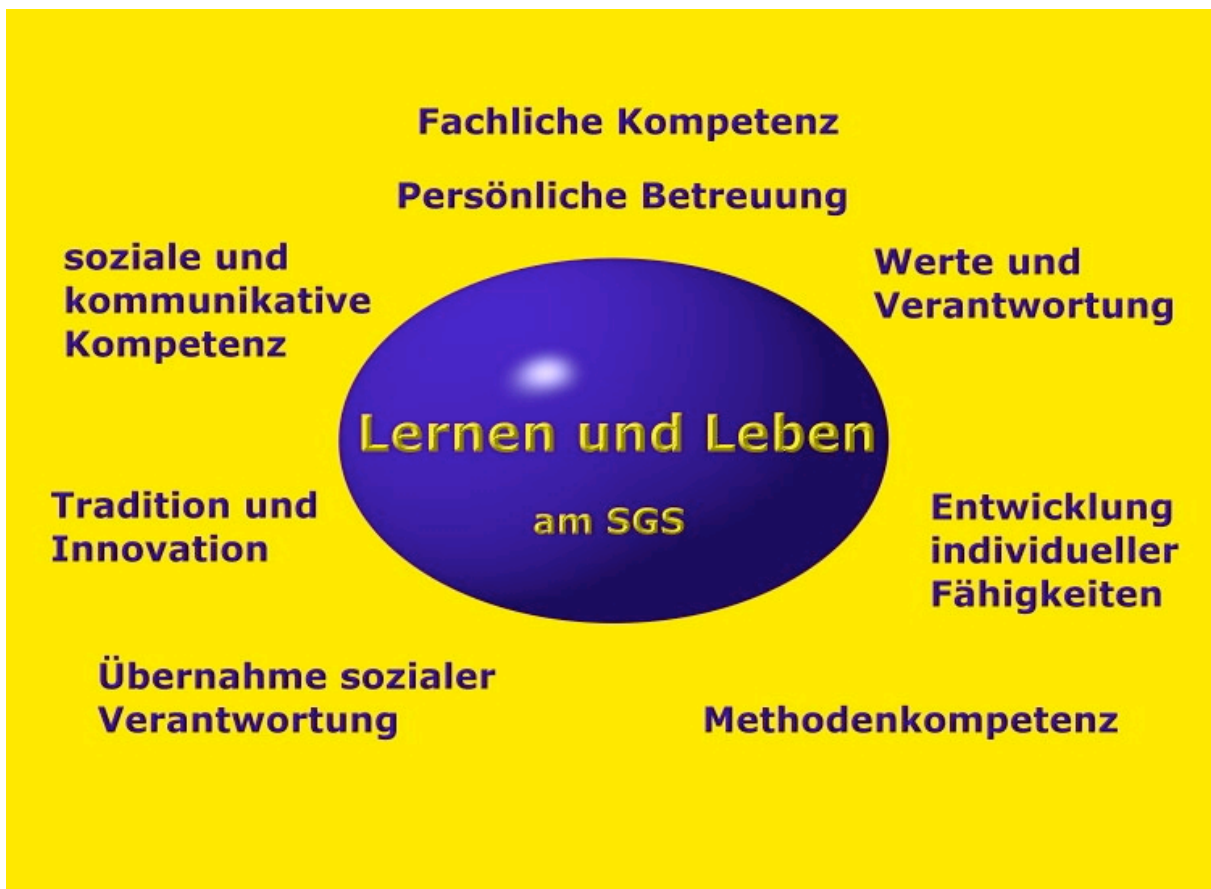 Fachliche Kompetenz
Persönliche Betreuung
soziale und
kommunikative
Kompetenz
Werte und
Verantwortung
Lernen und Leben
am SGS
Tradition und
Innovation
Entwicklung
individueller
Fähigkeiten
Übernahme sozialer
Verantwortung
Methodenkompetenz